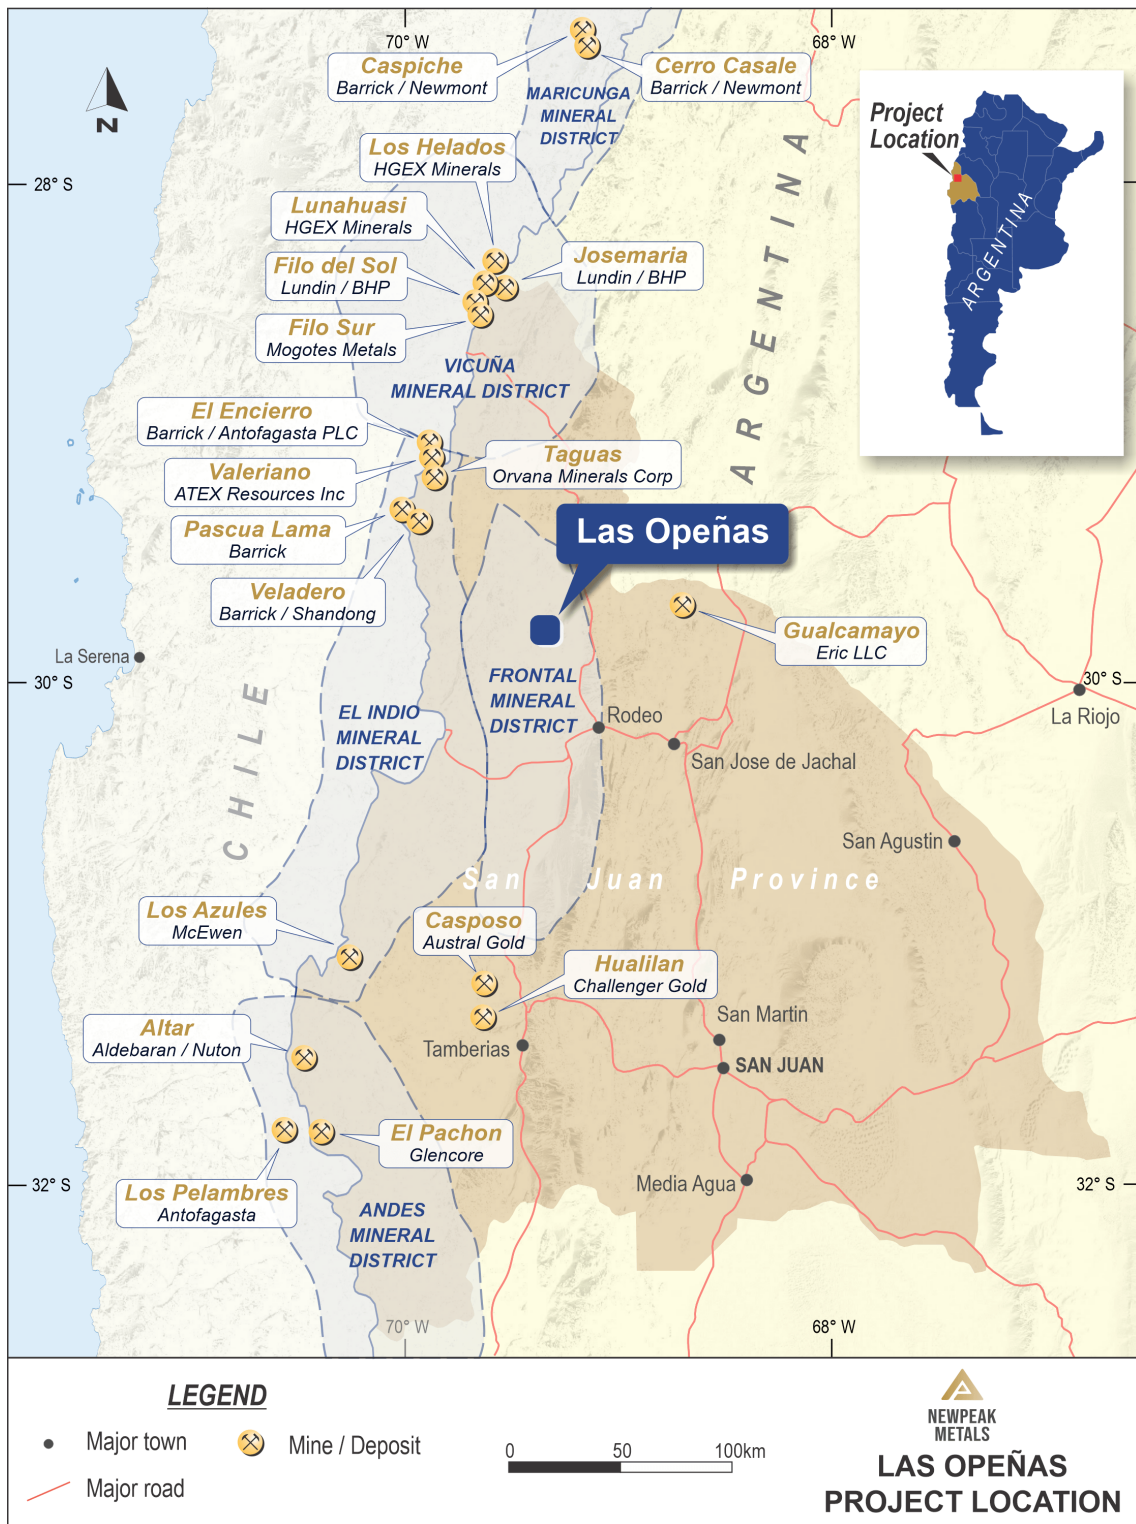 70° W
68° W
Caspiche
Barrick / Newmont
Cerro Casale
Barrick / Newmont
MARICUNGA
MINERAL
DISTRICT
N
Project
Location
ARGENTINA
Los Helados
HGEX Minerals
28° S
Lunahuasi
HGEX Minerals
Josemaria
Lundin / BHP
Filo del Sol
Lundin / BHP
Filo Sur
Mogotes Metals
ARGENTINA
VICUÑA
MINERAL DISTRICT
El Encierro
Barrick / Antofagasta PLC
Valeriano
ATEX Resources Inc
Taguas
Orvana Minerals Corp
Pascua Lama
Barrick
Las Opeñas
Veladero
Barrick / Shandong
Gualcamayo
Eric LLC
La Serena
30° S
30° S
FRONTAL
MINERAL
DISTRICT
La Riojo
EL INDIO
MINERAL
DISTRICT
Rodeo
San Jose de Jachal
CHILE
San Agustin
San Juan Province
Los Azules
McEwen
Casposo
Austral Gold
Hualilan
Challenger Gold
Altar
Aldebaran / Nuton
San Martin
Tamberias
SAN JUAN
El Pachon
Glencore
Los Pelambres
Antofagasta
Media Agua
32° S
32° S
ANDES
MINERAL
DISTRICT
70° W
68° W
LEGEND
Major town
Mine / Deposit
Major road
0 50 100km
NEWPEAK
METALS
LAS OPEÑAS
PROJECT LOCATION